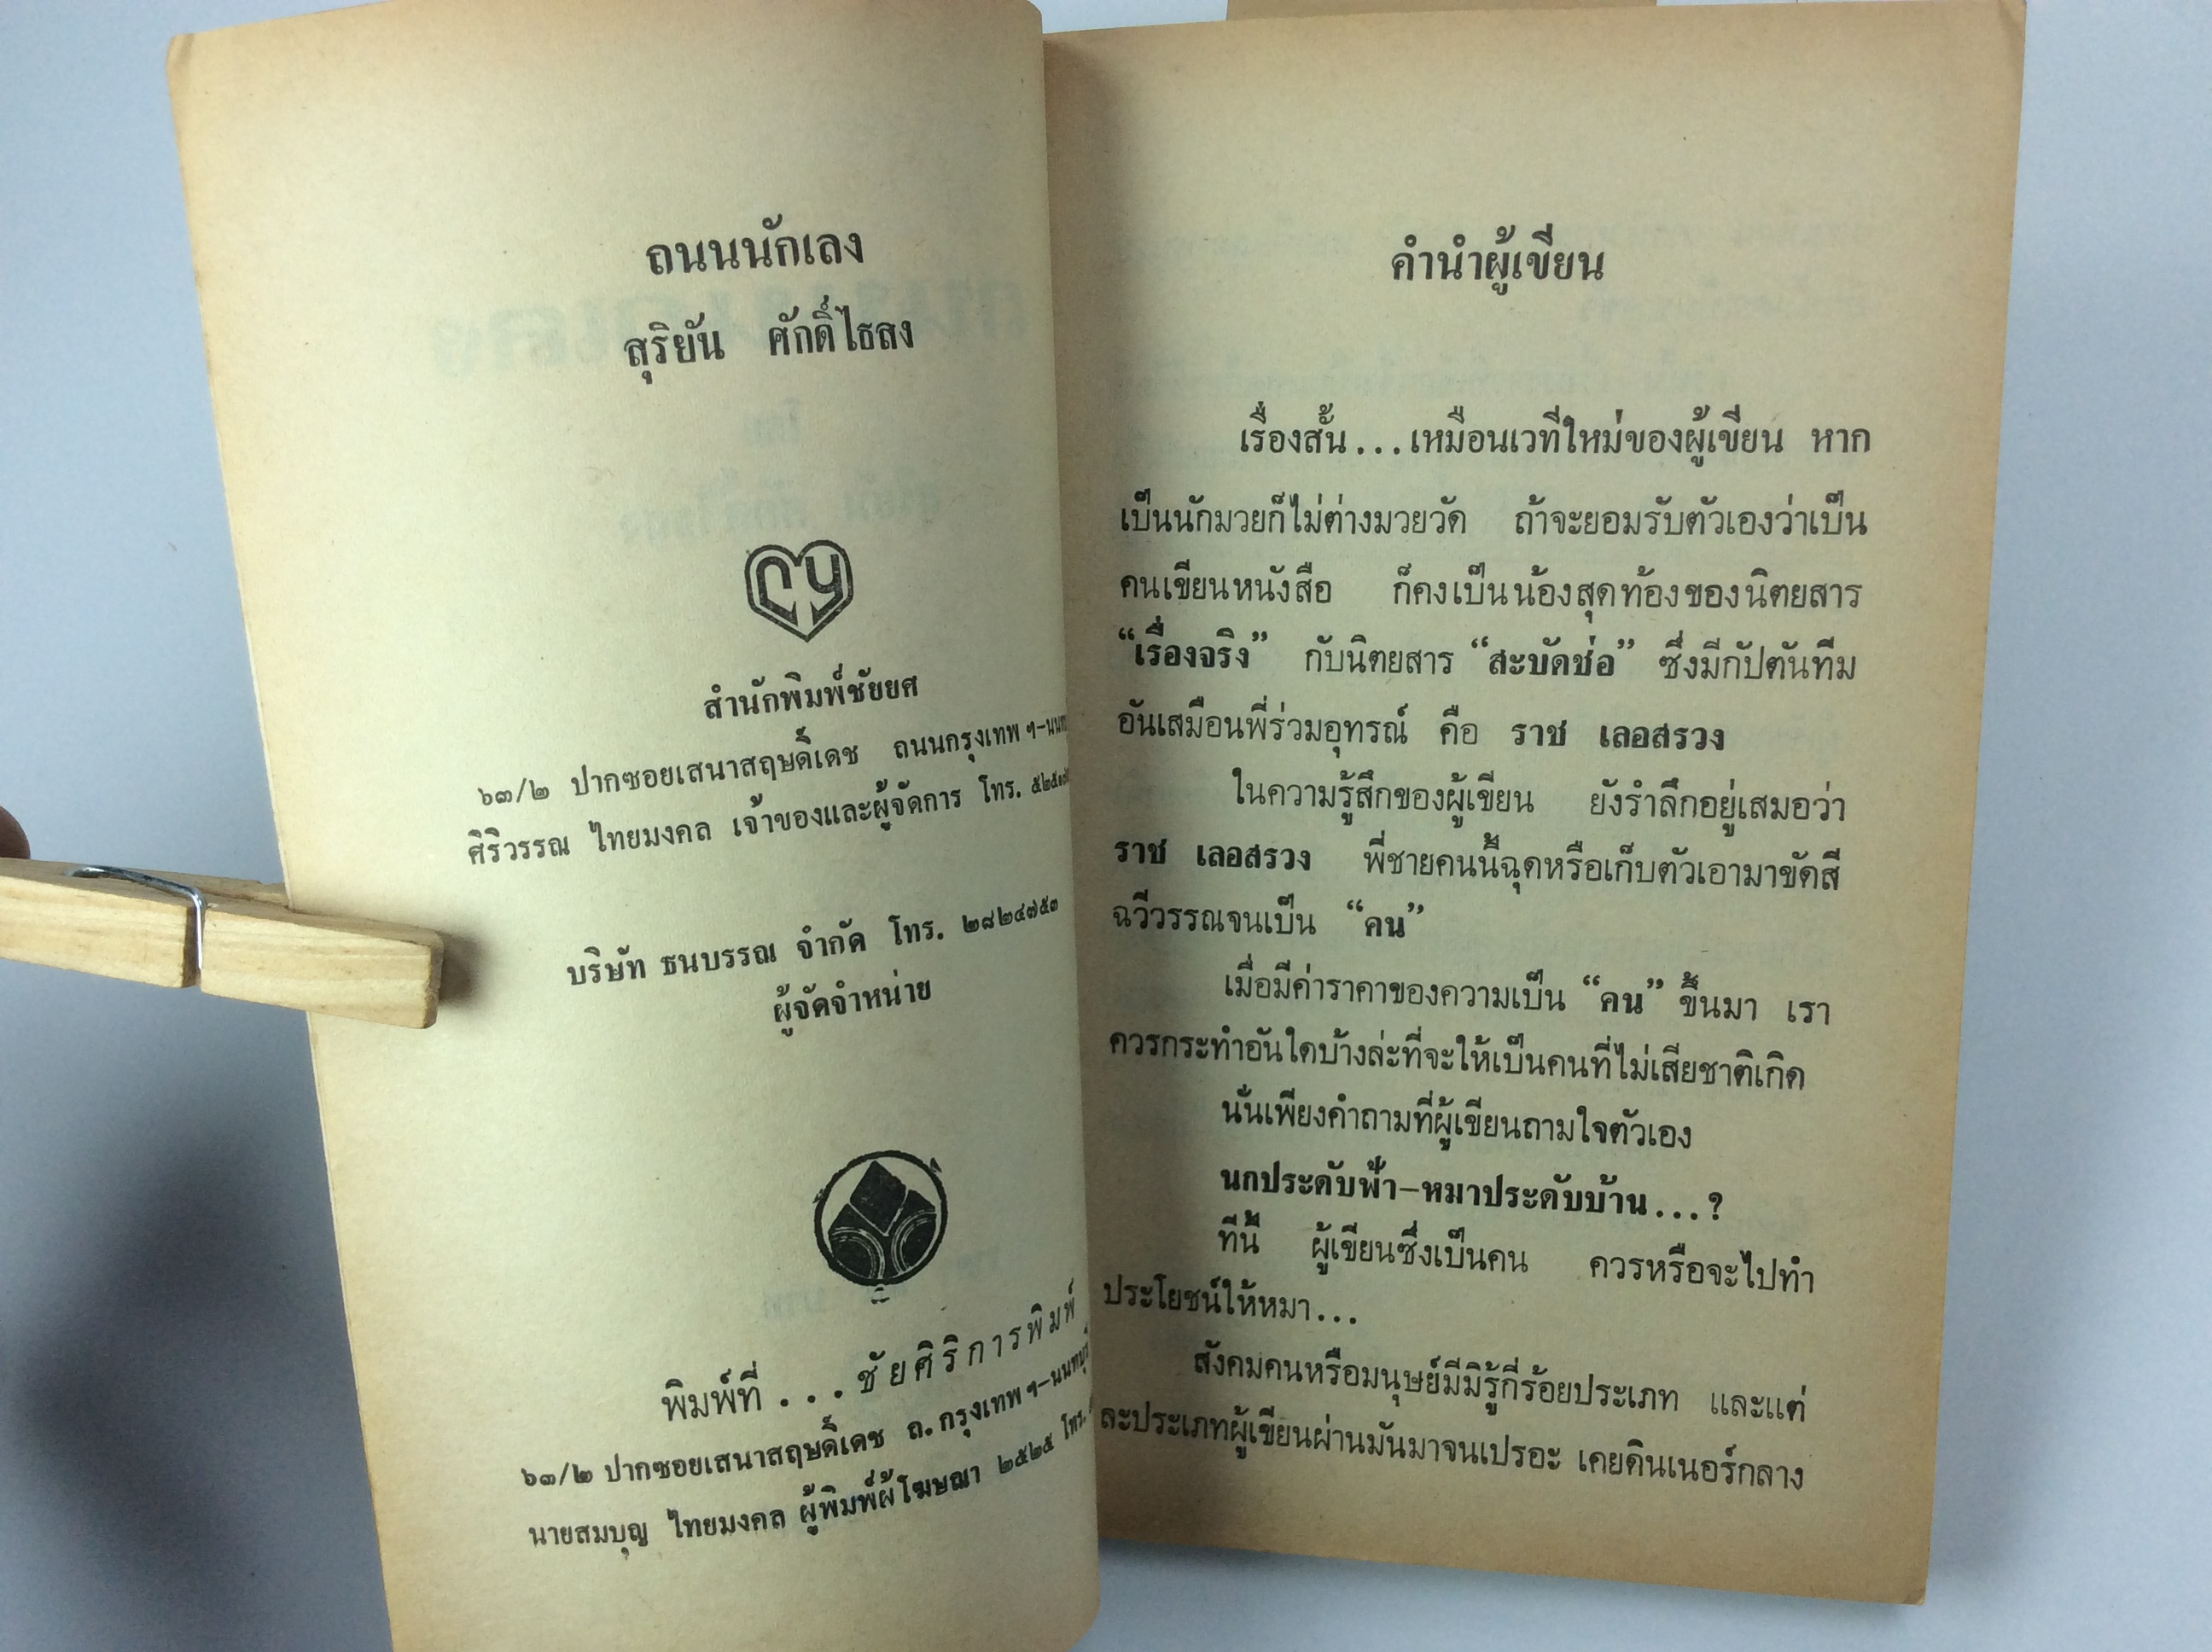 ถนนนักเลง
สุริยัน ศักดิ์ไธสง
สำนักพิมพ์ชัยยศ
๖๓/๒ ปากซอยเสนาสฤษดิ์เดช ถนนกรุงเทพ ฯ-
ศิริวรรณ ไทยมงคล เจ้าของและผู้จัดการ โทร.
บริษัท ธนบรรณ จำกัด โทร. ๒๘๒๔๗๕๓
ผู้จัดจำหน่าย
พิมพ์ที่ . . . ชัยศิริการพิมพ์
๖๓/๒ ปากซอยเสนาสฤษดิ์เดช ถ. กรุงเทพ ฯ-นนทบุรี
นายสมบุญ ไทยมงคล ผู้พิมพ์ผู้โฆษณา ๒๕๒๕ โทร.
คำนำผู้เขียน
เรื่องสั้น...เหมือนเวทีใหม่ของผู้เขียน หาก
เป็นนักมวยก็ไม่ต่างมวยวัด ถ้าจะยอมรับตัวเองว่าเป็น
คนเขียนหนังสือ ก็คงเป็นน้องสุดท้องของนิตยสาร
“เรื่องจริง” กับนิตยสาร “สะบัดช่อ” ซึ่งมีกัปตันทีม
อันเสมือนพี่ร่วมอุทรณ์ คือ ราช เลอสรวง
ในความรู้สึกของผู้เขียน ยังรำลึกอยู่เสมอว่า
ราช เลอสรวง พี่ชายคนนี้ฉุดหรือเก็บตัวเอามาขัดสี
ฉวีวรรณจนเป็น “คน”
เมื่อมีค่าราคาของความเป็น “คน” ขึ้นมา เรา
ควรกระทำอันใดบ้างล่ะที่จะให้เป็นคนที่ไม่เสียชาติเกิด
นั่นเพียงคำถามที่ผู้เขียนถามใจตัวเอง
นกประดับฟ้า-หมาประดับบ้าน...?
ทีนี้ ผู้เขียนซึ่งเป็นคน ควรหรือจะไปทำ
ประโยชน์ให้หมา...
สังคมคนหรือมนุษย์มีมิรู้กี่ร้อยประเภท และแต่
ละประเภทผู้เขียนผ่านมันมาจนเปรอะ เคยดินเนอร์กลาง